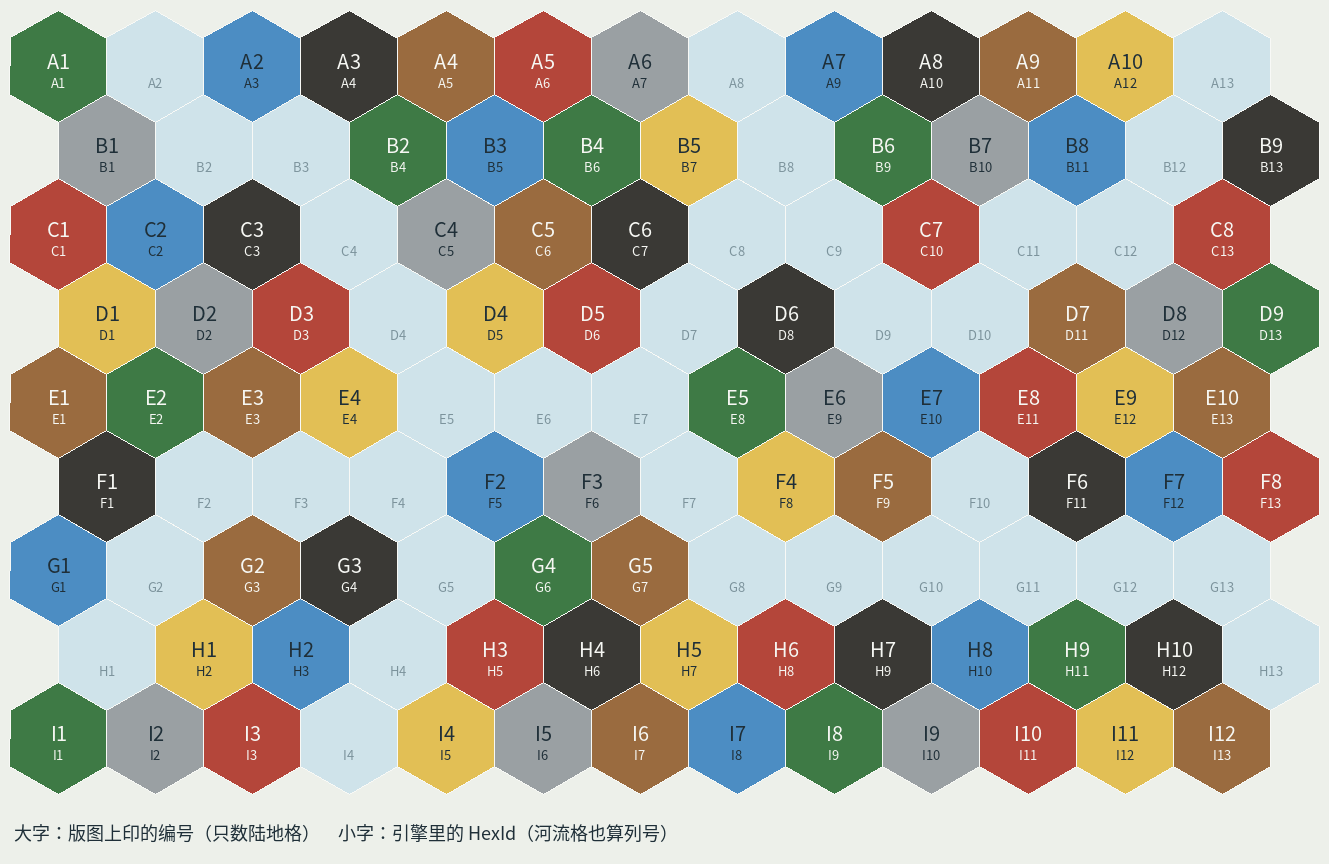 A1 A2 A3 A4 A5 A6 A7 A8 A9 A10
A1 A2 A3 A4 A5 A6 A7 A8 A9 A10 A11 A12 A13
B1 B2 B3 B4 B5 B6 B7 B8 B9
B1 B2 B3 B4 B5 B6 B7 B8 B9 B10 B11 B12 B13
C1 C2 C3 C4 C5 C6 C7 C8
C1 C2 C3 C4 C5 C6 C7 C8 C9 C10 C11 C12 C13
D1 D2 D3 D4 D5 D6 D7 D8 D9
D1 D2 D3 D4 D5 D6 D7 D8 D9 D10 D11 D12 D13
E1 E2 E3 E4 E5 E6 E7 E8 E9 E10
E1 E2 E3 E4 E5 E6 E7 E8 E9 E10 E11 E12 E13
F1 F2 F3 F4 F5 F6 F7 F8
F1 F2 F3 F4 F5 F6 F7 F8 F9 F10 F11 F12 F13
G1 G2 G3 G4 G5
G1 G2 G3 G4 G5 G6 G7 G8 G9 G10 G11 G12 G13
H1 H2 H3 H4 H5 H6 H7 H8 H9 H10
H1 H2 H3 H4 H5 H6 H7 H8 H9 H10 H11 H12 H13
I1 I2 I3 I4 I5 I6 I7 I8 I9 I10 I11 I12
I1 I2 I3 I4 I5 I6 I7 I8 I9 I10 I11 I12 I13
大字：版图上印的编号（只数陆地格） 小字：引擎里的 HexId（河流格也算列号）